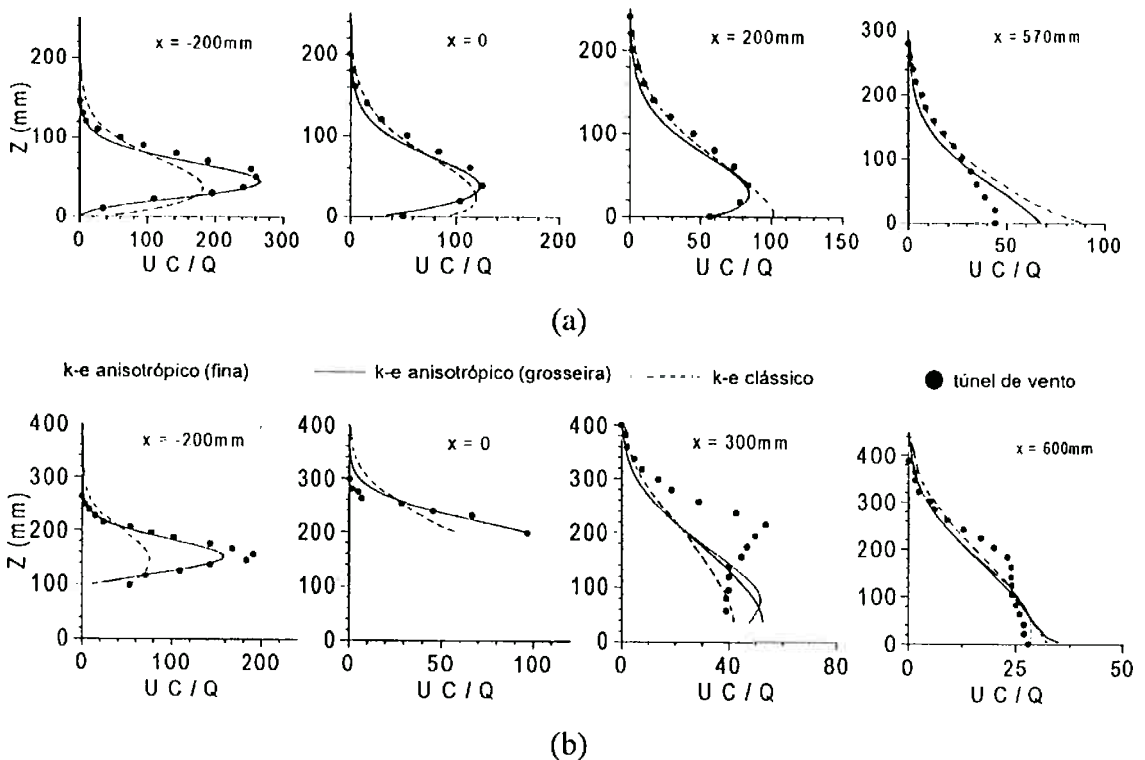 x = -200mm
x = 0
x = 200mm
x = 570mm
Z (mm)
200
100
0
200
100
0
200
100
0
300
200
100
0
0 100 200 300
0 100 200
0 50 100 150
0 50 100
U C / Q
U C / Q
U C / Q
U C / Q
(a)
k-e anisotrópico (fina)
k-e anisotrópico (grosseira)
k-e clássico
túnel de vento
x = -200mm
x = 0
x = 300mm
x = 600mm
Z (mm)
400
300
200
100
0
400
300
200
100
0
400
300
200
100
0
400
300
200
100
0
0 100 200
0 50 100
0 40 80
0 25 50
U C / Q
U C / Q
U C / Q
U C / Q
(b)